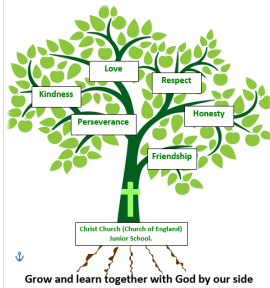 Love
Respect
Kindness
Honesty
Perseverance
Friendship
Christ Church (Church of England)
Junior School.
Grow and learn together with God by our side